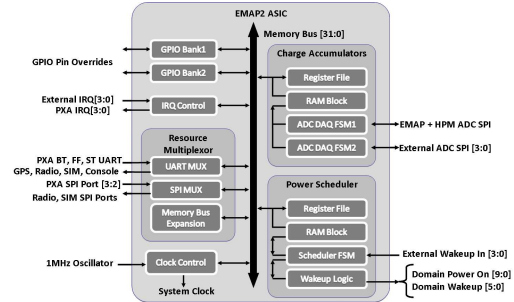 EMAP2 ASIC
Memory Bus [31:0]
GPIO Pin Overrides
GPIO Bank1
GPIO Bank2
External IRQ[3:0]
PXA IRQ[3:0]
IRQ Control
Resource
Multiplexor
PXA BT, FF, ST UART
GPS, Radio, SIM, Console
UART MUX
PXA SPI Port [3:2]
Radio, SIM SPI Ports
SPI MUX
Memory Bus
Expansion
1MHz Oscillator
Clock Control
System Clock
Charge Accumulators
Register File
RAM Block
ADC DAQ FSM1
EMAP + HPM ADC SPI
ADC DAQ FSM2
External ADC SPI [3:0]
Power Scheduler
Register File
RAM Block
Scheduler FSM
External Wakeup In [3:0]
Wakeup Logic
Domain Power On [9:0]
Domain Wakeup [5:0]